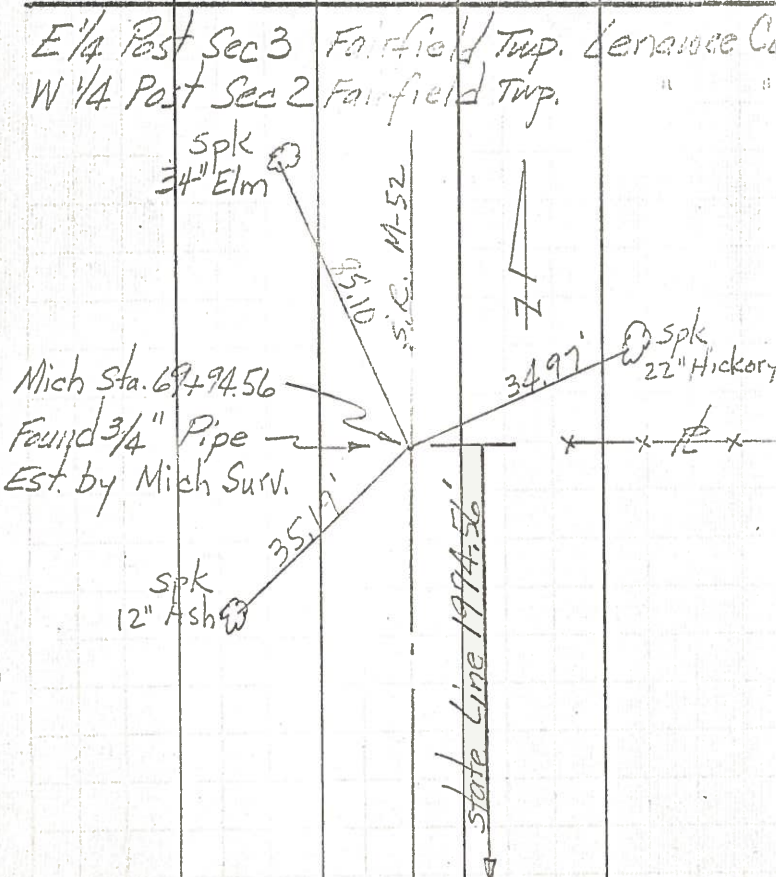 E 1/4 Post Sec 3 Fairfield Twp. Lenawee Co
W 1/4 Post Sec 2 Fairfield Twp. " "
spk
34" Elm
S.R. M-52
N
spk
22" Hickory
34.97'
Mich Sta. 69+94.56
Found 3/4" Pipe
Est. by Mich Surv.
35.19'
spk
12" Ash
State Line 1994.56'